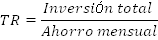 TR = Inversión total / Ahorro mensual